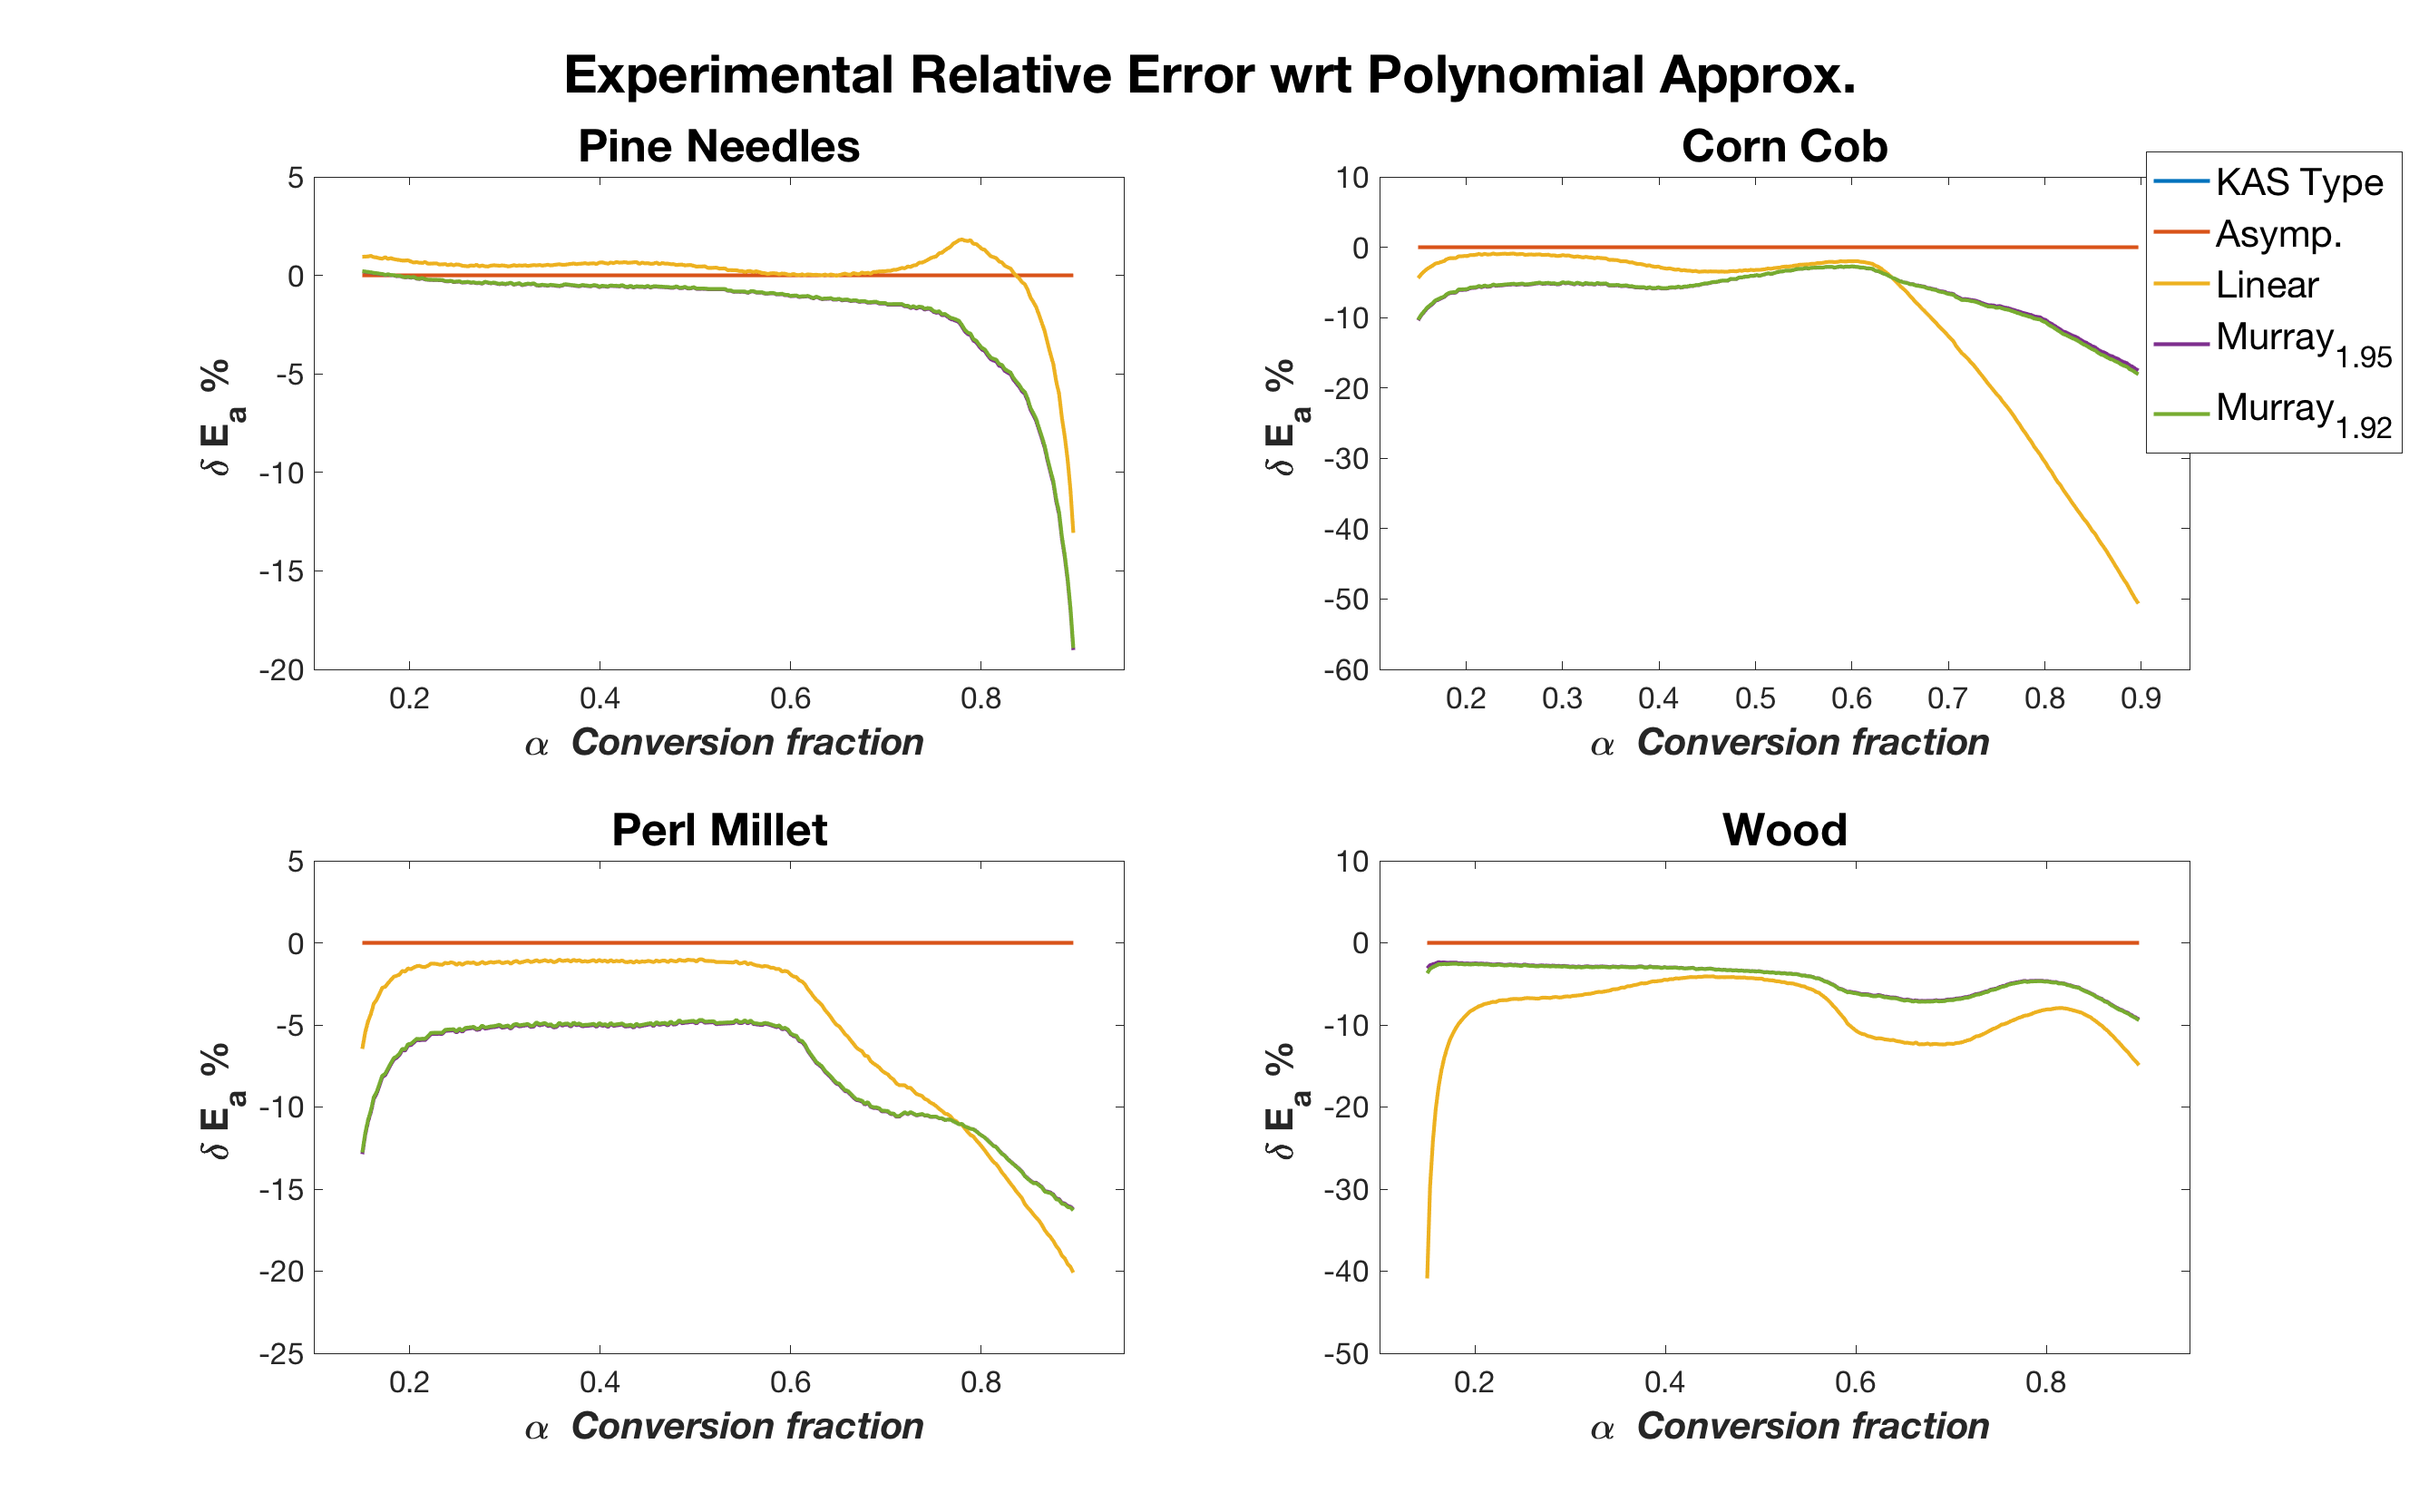 Experimental Relative Error wrt Polynomial Approx.
Pine Needles
5
0
-5
-10
-15
-20
0.2 0.4 0.6 0.8
δ Ea %
α Conversion fraction
Corn Cob
10
0
-10
-20
-30
-40
-50
-60
0.2 0.3 0.4 0.5 0.6 0.7 0.8 0.9
δ Ea %
α Conversion fraction
KAS Type
Asymp.
Linear
Murray1.95
Murray1.92
Perl Millet
5
0
-5
-10
-15
-20
-25
0.2 0.4 0.6 0.8
δ Ea %
α Conversion fraction
Wood
10
0
-10
-20
-30
-40
-50
0.2 0.4 0.6 0.8
δ Ea %
α Conversion fraction